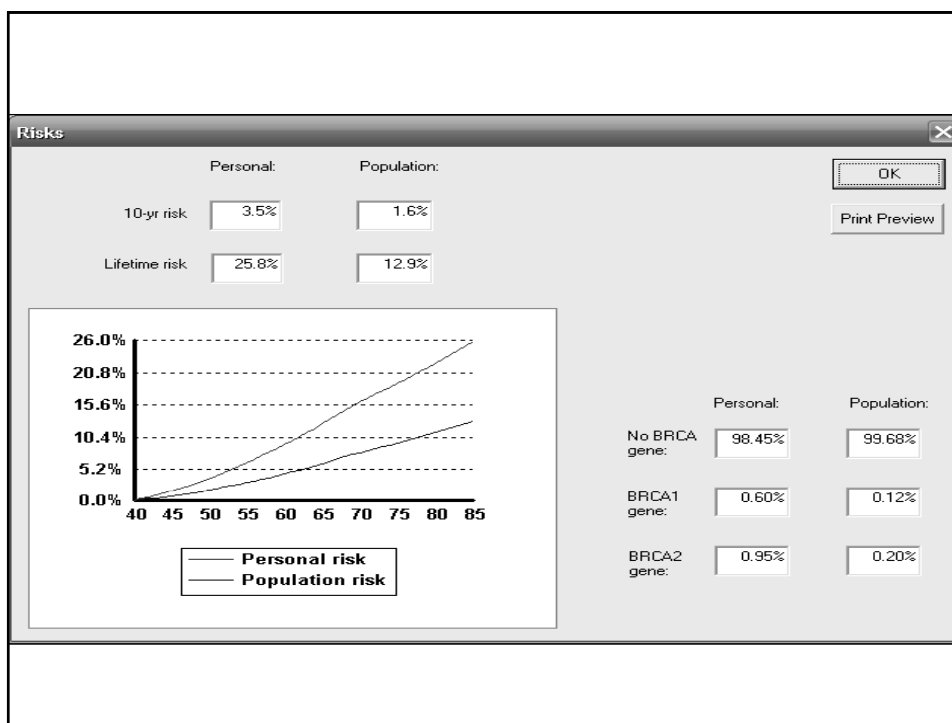 Risks
Personal: Population:
OK
10-yr risk 3.5% 1.6%
Print Preview
Lifetime risk 25.8% 12.9%
26.0%
20.8%
15.6%
10.4%
5.2%
0.0%
40 45 50 55 60 65 70 75 80 85
Personal risk
Population risk
Personal: Population:
No BRCA
gene: 98.45% 99.68%
BRCA1
gene: 0.60% 0.12%
BRCA2
gene: 0.95% 0.20%